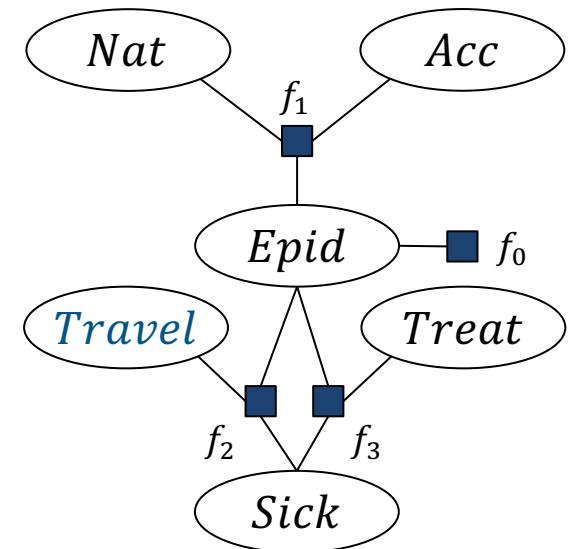 Nat
Acc
f₁
Epid
f₀
Travel
Treat
f₂
f₃
Sick